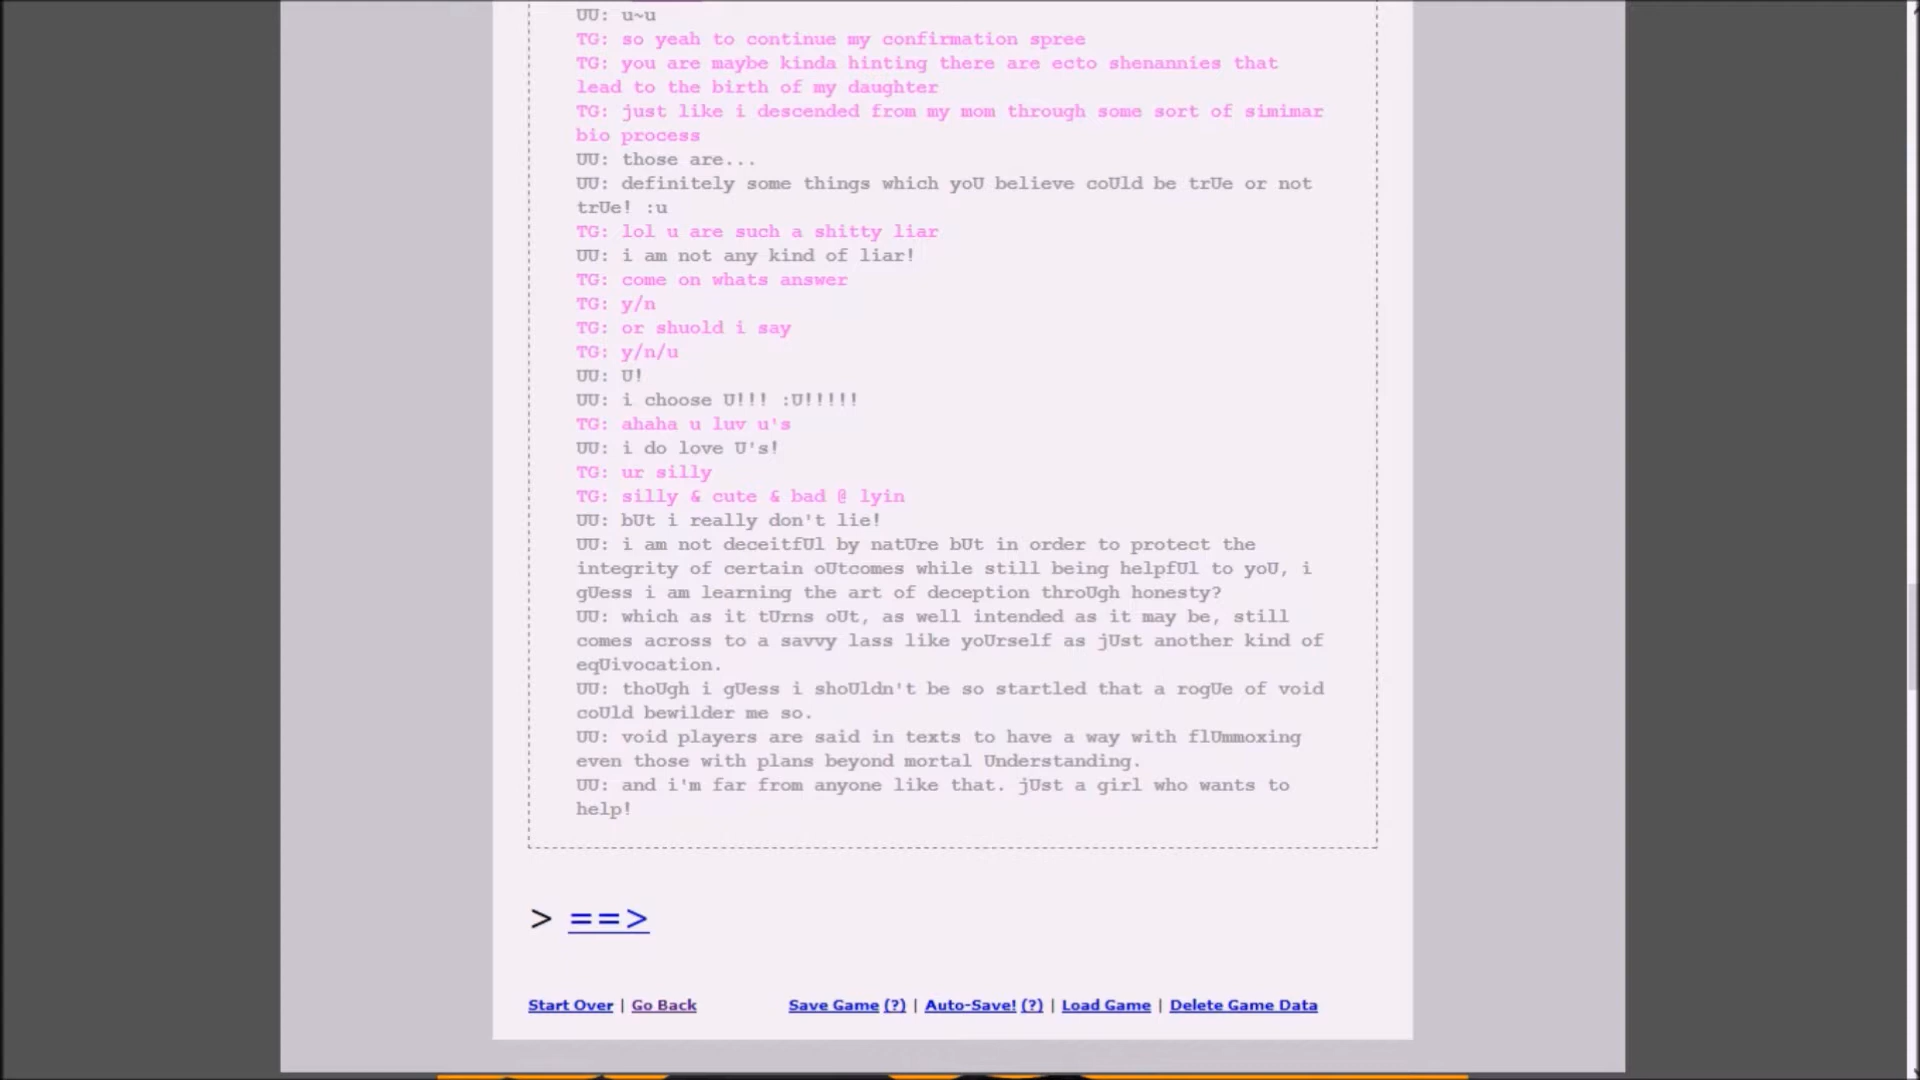 UU: u~u
TG: so yeah to continue my confirmation spree
TG: you are maybe kinda hinting there are ecto shenannies that
lead to the birth of my daughter
TG: just like i descended from my mom through some sort of simimar
bio process
UU: those are...
UU: definitely some things which yoU believe coUld be trUe or not
trUe! :u
TG: lol u are such a shitty liar
UU: i am not any kind of liar!
TG: come on whats answer
TG: y/n
TG: or shuold i say
TG: y/n/u
UU: U!
UU: i choose U!!! :U!!!!!
TG: ahaha u luv u's
UU: i do love U's!
TG: ur silly
TG: silly & cute & bad @ lyin
UU: bUt i really don't lie!
UU: i am not deceitfUl by natUre bUt in order to protect the
integrity of certain oUtcomes while still being helpfUl to yoU, i
gUess i am learning the art of deception throUgh honesty?
UU: which as it tUrns oUt, as well intended as it may be, still
comes across to a savvy lass like yoUrself as jUst another kind of
eqUivocation.
UU: thoUgh i gUess i shoUldn't be so startled that a rogUe of void
coUld bewilder me so.
UU: void players are said in texts to have a way with flUmmoxing
even those with plans beyond mortal Understanding.
UU: and i'm far from anyone like that. jUst a girl who wants to
help!
> ==>
Start Over | Go Back Save Game (?) | Auto-Save! (?) | Load Game | Delete Game Data